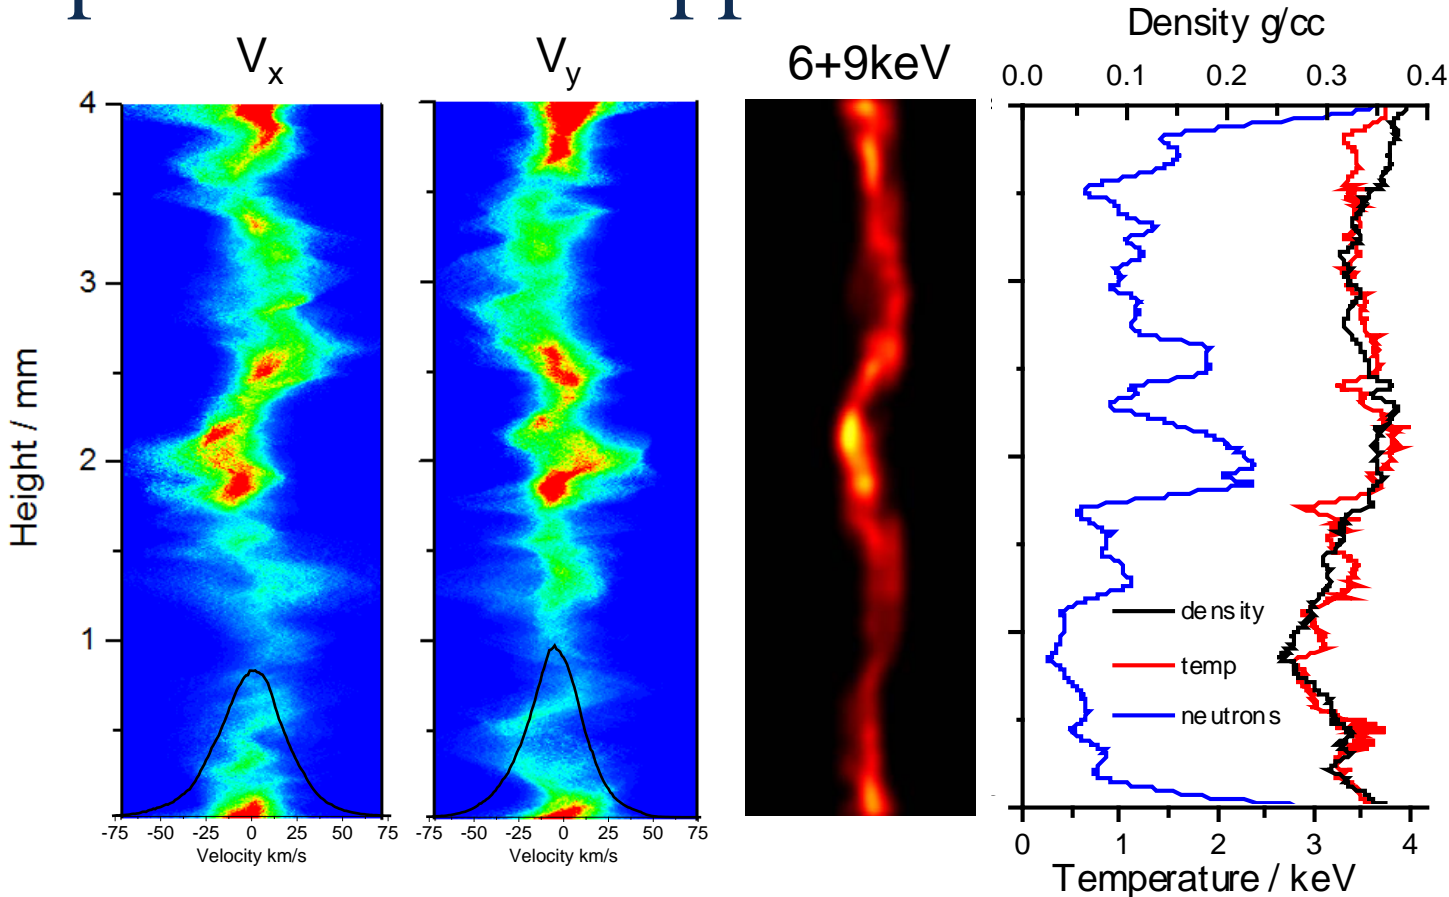 Density g/cc
V_x
V_y
6+9keV
0.0 0.1 0.2 0.3 0.4
4
3
2
1
Height / mm
density
temp
neutrons
-75 -50 -25 0 25 50 75
Velocity km/s
-75 -50 -25 0 25 50 75
Velocity km/s
0 1 2 3 4
Temperature / keV